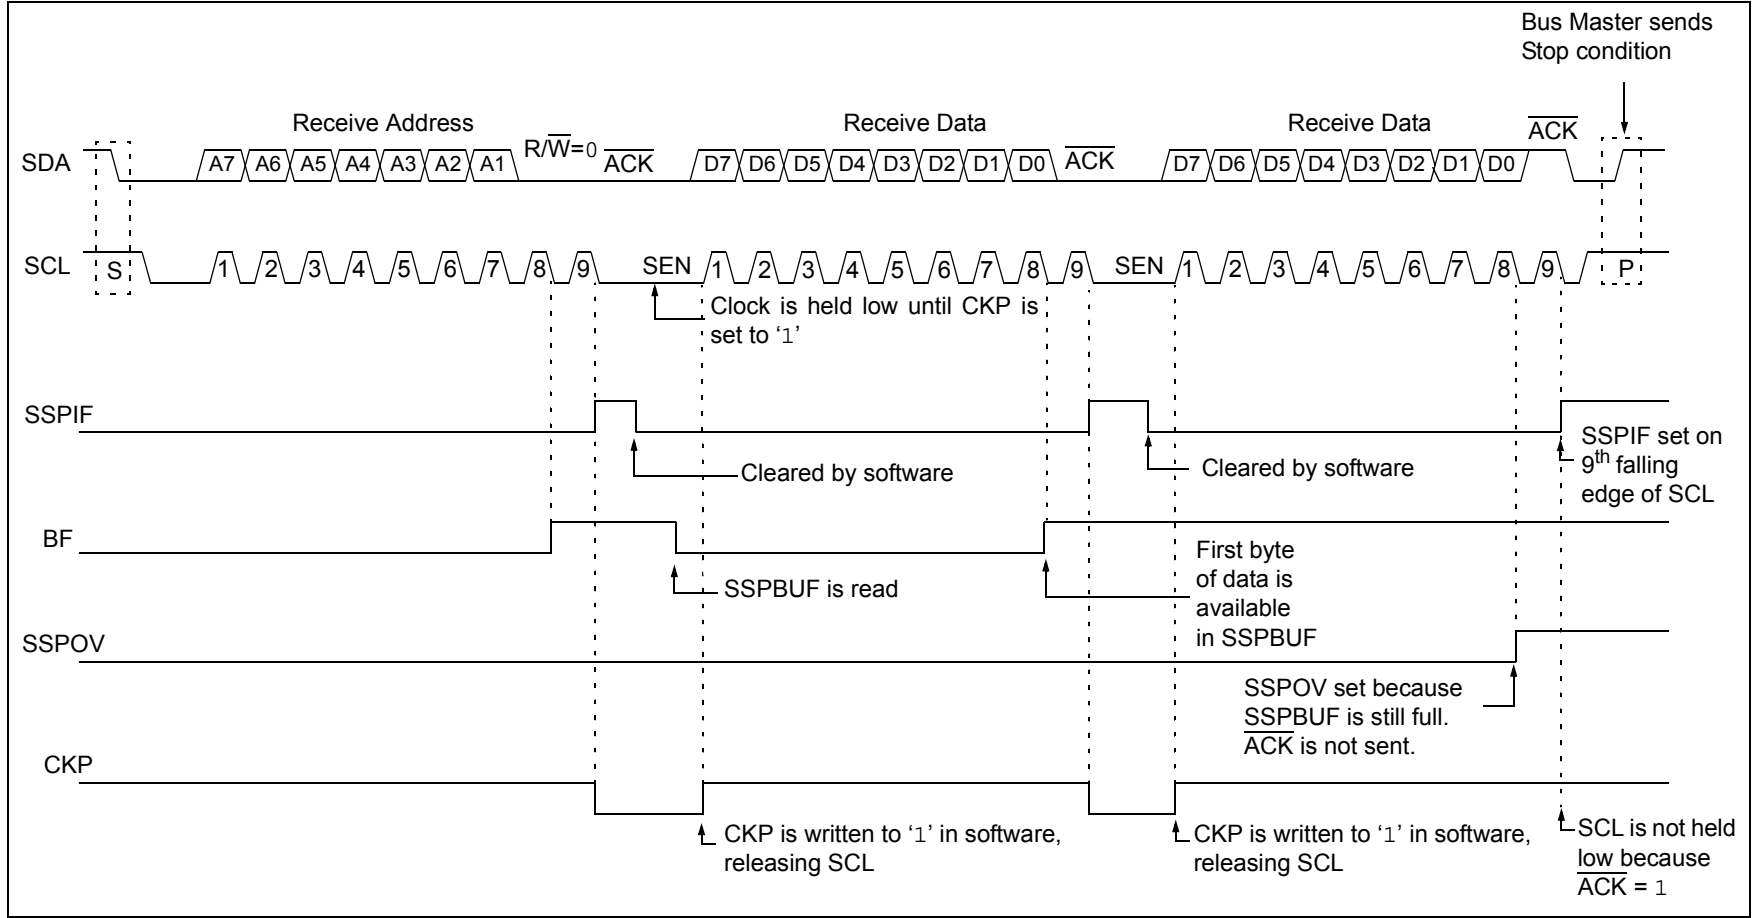 Bus Master sends
Stop condition
Receive Address
Receive Data
Receive Data
SDA
A7 A6 A5 A4 A3 A2 A1 R/W=0 ACK D7 D6 D5 D4 D3 D2 D1 D0 ACK D7 D6 D5 D4 D3 D2 D1 D0 ACK
SCL
S 1 2 3 4 5 6 7 8 9 SEN 1 2 3 4 5 6 7 8 9 SEN 1 2 3 4 5 6 7 8 9 P
Clock is held low until CKP is
set to ‘1’
SSPIF
Cleared by software
Cleared by software
SSPIF set on
9th falling
edge of SCL
BF
SSPBUF is read
First byte
of data is
available
in SSPBUF
SSPOV
SSPOV set because
SSPBUF is still full.
ACK is not sent.
CKP
CKP is written to ‘1’ in software,
releasing SCL
CKP is written to ‘1’ in software,
releasing SCL
SCL is not held
low because
ACK = 1